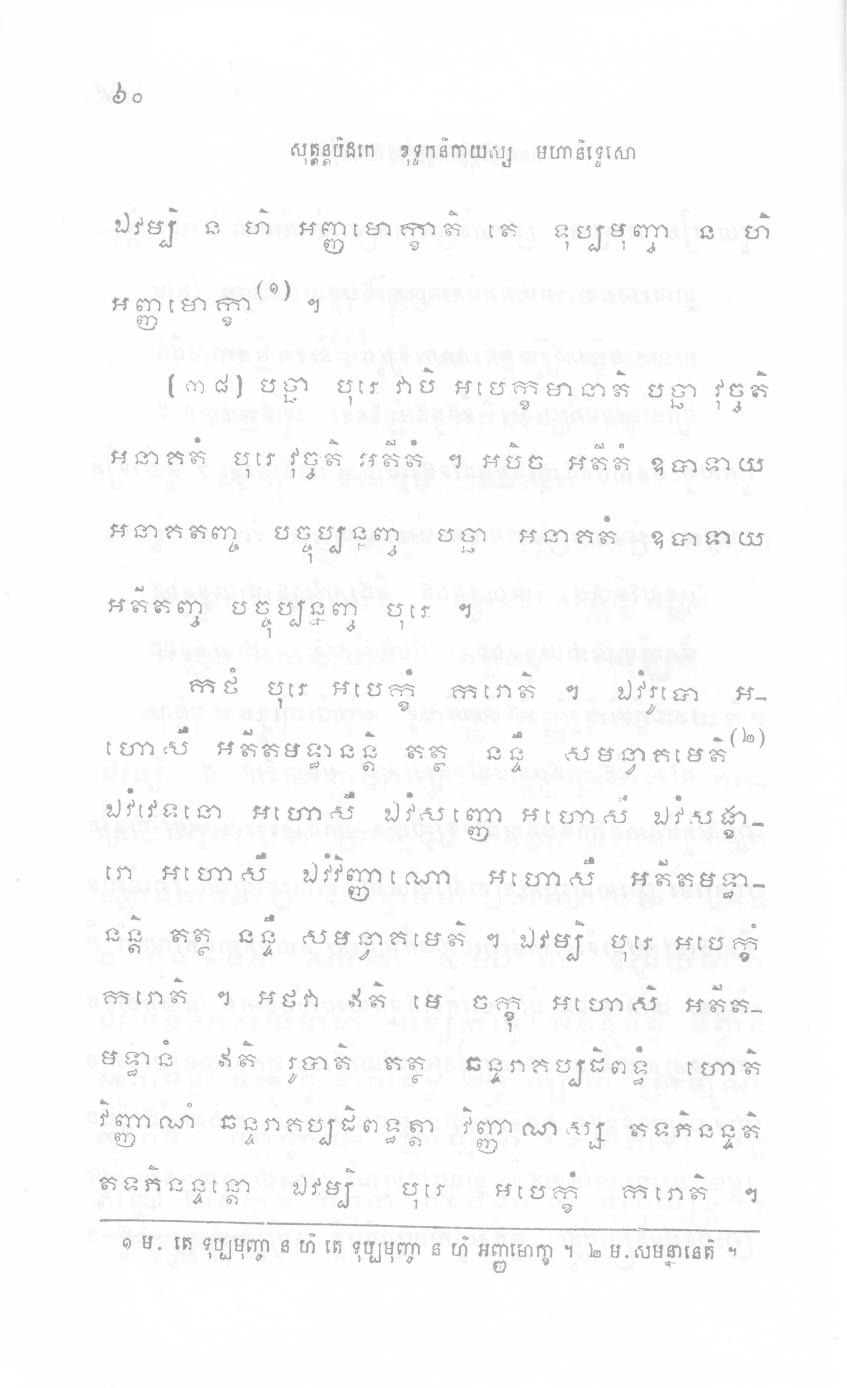 ៦០
សុត្តន្តបិដកេ ខុទ្ទកនិកាយស្ស មហានិទ្ទេសោ
ឯវម្បិ ន ហិ អញ្ញមោក្ខាតិ តេ ទុប្បមុញ្ចា ន ហិ
អញ្ញមោក្ខា(១) ។
(៣៨) បច្ឆា បុរេ វាបិ អបេក្ខមានាតិ បច្ឆា វុច្ចតិ
អនាគតំ បុរេ វុច្ចតិ អតីតំ ។ អបិច អតីតំ ឧបាទាយ
អនាគតញ្ច បច្ចុប្បន្នញ្ច បច្ឆា អនាគតំ ឧបាទាយ
អតីតញ្ច បច្ចុប្បន្នញ្ច បុរេ ។
កថំ បុរេ អបេក្ខំ ករោតិ ។ ឯវំរូបោ អ-
ហោសឹ អតីតមទ្ធានន្តិ តត្ថ នន្ទឹ សមន្នាគមេតិ(២)
ឯវំវេទនោ អហោសឹ ឯវំសញ្ញោ អហោសឹ ឯវំសង្ខា-
រោ អហោសឹ ឯវំវិញ្ញាណោ អហោសឹ អតីតមទ្ធា-
នន្តិ តត្ថ នន្ទឹ សមន្នាគមេតិ ។ ឯវម្បិ បុរេ អបេក្ខំ
ករោតិ ។ អថវា ឥតិ មេ ចក្ខុ អហោសិ អតីត-
មទ្ធានំ ឥតិ រូបាតិ តត្ថ ឆន្ទរាគប្បដិពទ្ធំ ហោតិ
វិញ្ញាណំ ឆន្ទរាគប្បដិពទ្ធត្តា វិញ្ញាណស្ស តទភិនន្ទតិ
តទភិនន្ទន្តោ ឯវម្បិ បុរេ អបេក្ខំ ករោតិ ។
១ ម. តេ ទុប្បមុញ្ចា ន ហិ តេ ទុប្បមុញ្ចា ន ហិ អញ្ញមោក្ខា ។ ២ ម.សមន្នានេតិ ។